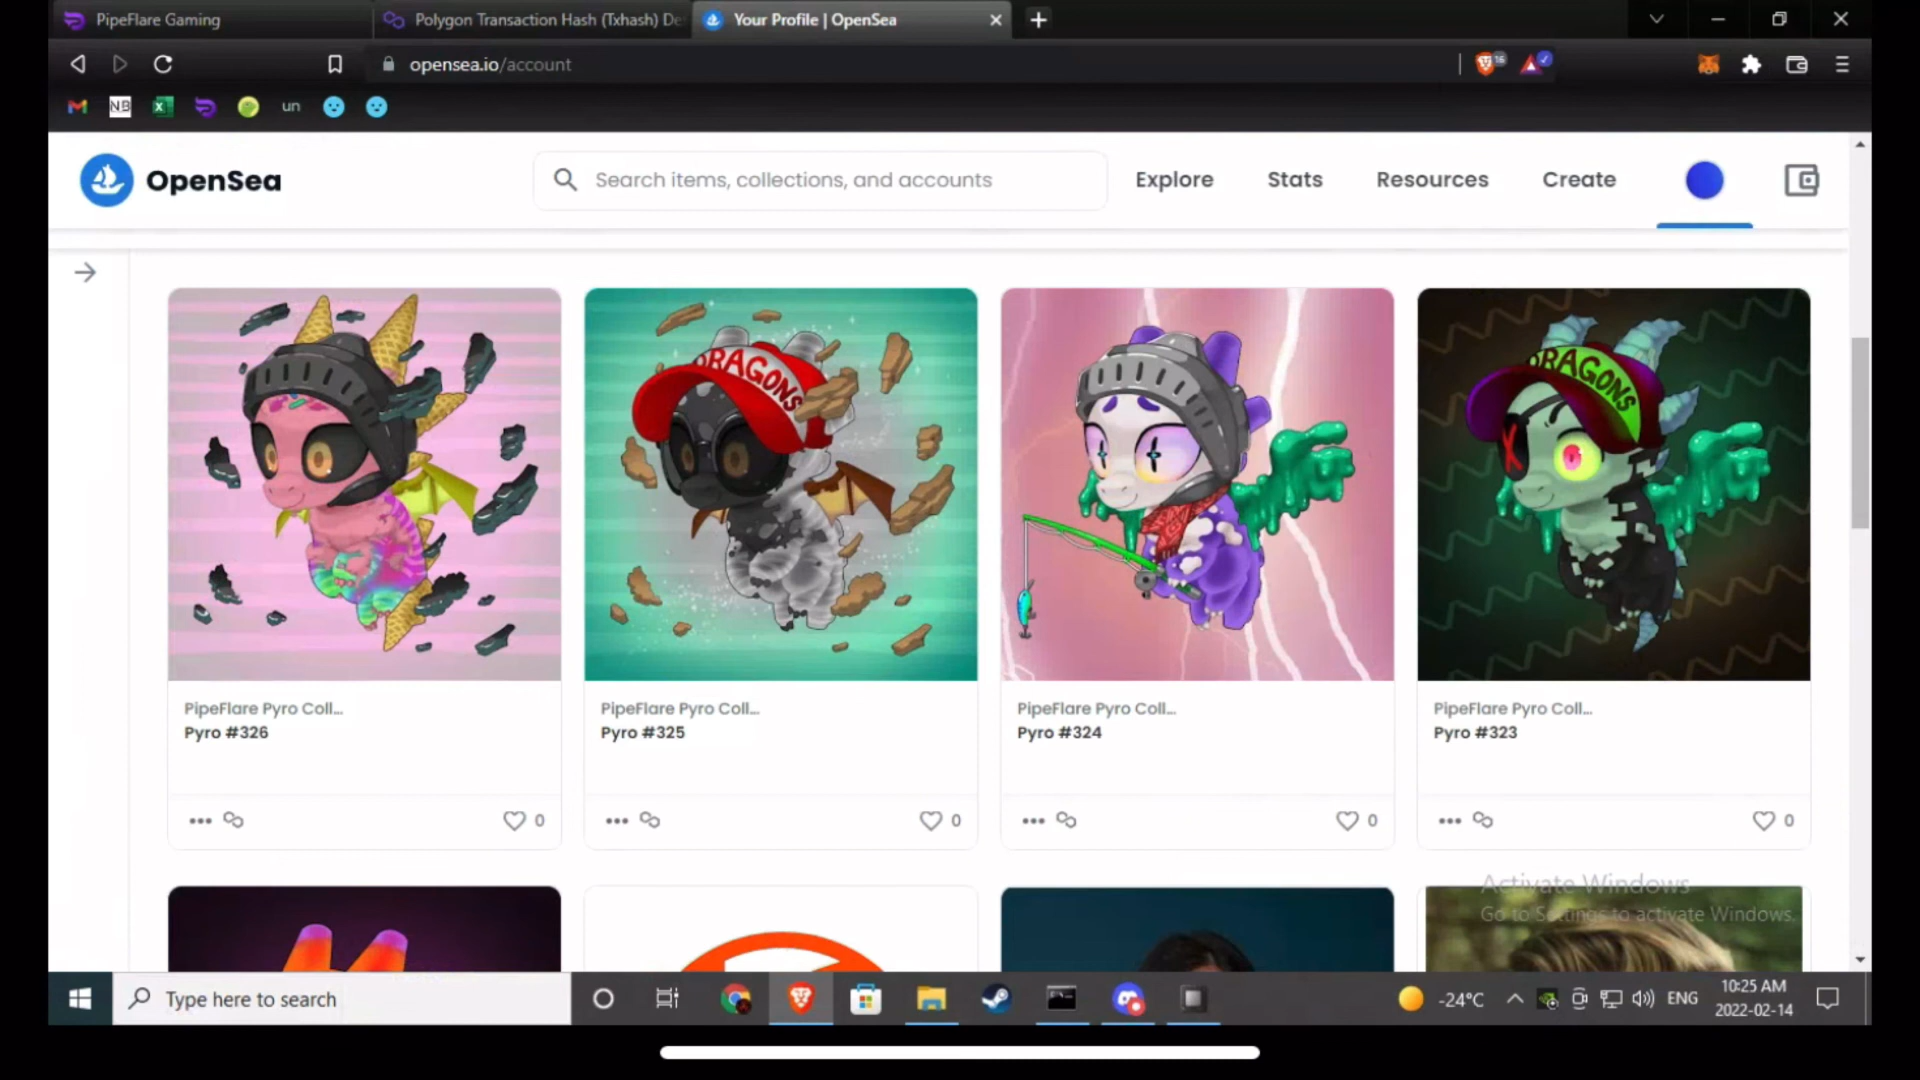 PipeFlare Gaming
Polygon Transaction Hash (Txhash) De
Your Profile | OpenSea
opensea.io/account
16
NB
un
OpenSea
Search items, collections, and accounts
Explore
Stats
Resources
Create
DRAGONS
DRAGONS
PipeFlare Pyro Coll...
Pyro #326
PipeFlare Pyro Coll...
Pyro #325
PipeFlare Pyro Coll...
Pyro #324
PipeFlare Pyro Coll...
Pyro #323
0
0
0
0
Activate Windows
Go to Settings to activate Windows.
Type here to search
-24°C
ENG
10:25 AM
2022-02-14